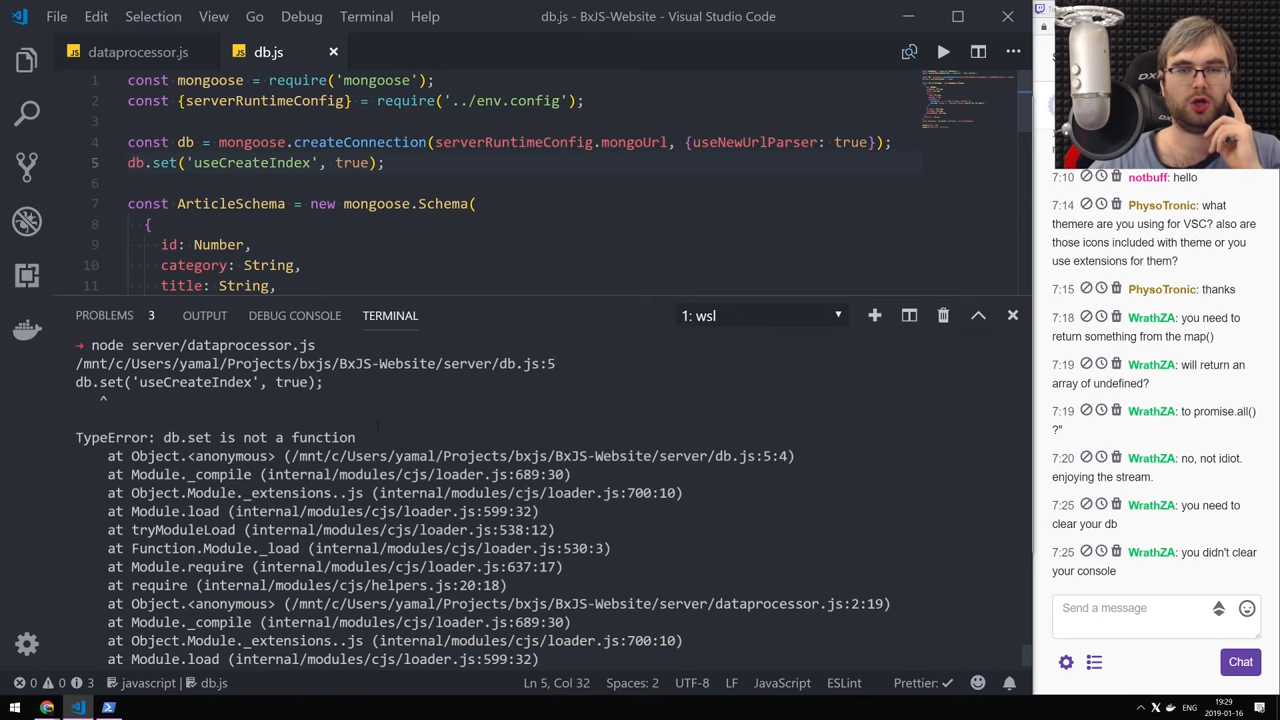 File Edit Selection View Go Debug Terminal Help
db.js - BxJS-Website - Visual Studio Code
dataprocessor.js
db.js
1 const mongoose = require('mongoose');
2 const {serverRuntimeConfig} = require('../env.config');
3
4 const db = mongoose.createConnection(serverRuntimeConfig.mongoUrl, {useNewUrlParser: true});
5 db.set('useCreateIndex', true);
6
7 const ArticleSchema = new mongoose.Schema(
8 {
9 id: Number,
10 category: String,
11 title: String,
PROBLEMS 3 OUTPUT DEBUG CONSOLE TERMINAL
1: wsl
→ node server/dataprocessor.js
/mnt/c/Users/yamal/Projects/bxjs/BxJS-Website/server/db.js:5
db.set('useCreateIndex', true);
^
TypeError: db.set is not a function
at Object.<anonymous> (/mnt/c/Users/yamal/Projects/bxjs/BxJS-Website/server/db.js:5:4)
at Module._compile (internal/modules/cjs/loader.js:689:30)
at Object.Module._extensions..js (internal/modules/cjs/loader.js:700:10)
at Module.load (internal/modules/cjs/loader.js:599:32)
at tryModuleLoad (internal/modules/cjs/loader.js:538:12)
at Function.Module._load (internal/modules/cjs/loader.js:530:3)
at Module.require (internal/modules/cjs/loader.js:637:17)
at require (internal/modules/cjs/helpers.js:20:18)
at Object.<anonymous> (/mnt/c/Users/yamal/Projects/bxjs/BxJS-Website/server/dataprocessor.js:2:19)
at Module._compile (internal/modules/cjs/loader.js:689:30)
at Object.Module._extensions..js (internal/modules/cjs/loader.js:700:10)
at Module.load (internal/modules/cjs/loader.js:599:32)
0 0 3 javascript | db.js
Ln 5, Col 32 Spaces: 2 UTF-8 LF JavaScript ESLint Prettier: ✓
7:10 notbuff: hello
7:14 PhysoTronic: what
themere are you using for VSC? also are
those icons included with theme or you
use extensions for them?
7:15 PhysoTronic: thanks
7:18 WrathZA: you need to
return something from the map()
7:19 WrathZA: will return an
array of undefined?
7:19 WrathZA: to promise.all()
?"
7:20 WrathZA: no, not idiot.
enjoying the stream.
7:25 WrathZA: you need to
clear your db
7:25 WrathZA: you didn't clear
your console
Send a message
Chat
ENG
19:29
2019-01-16